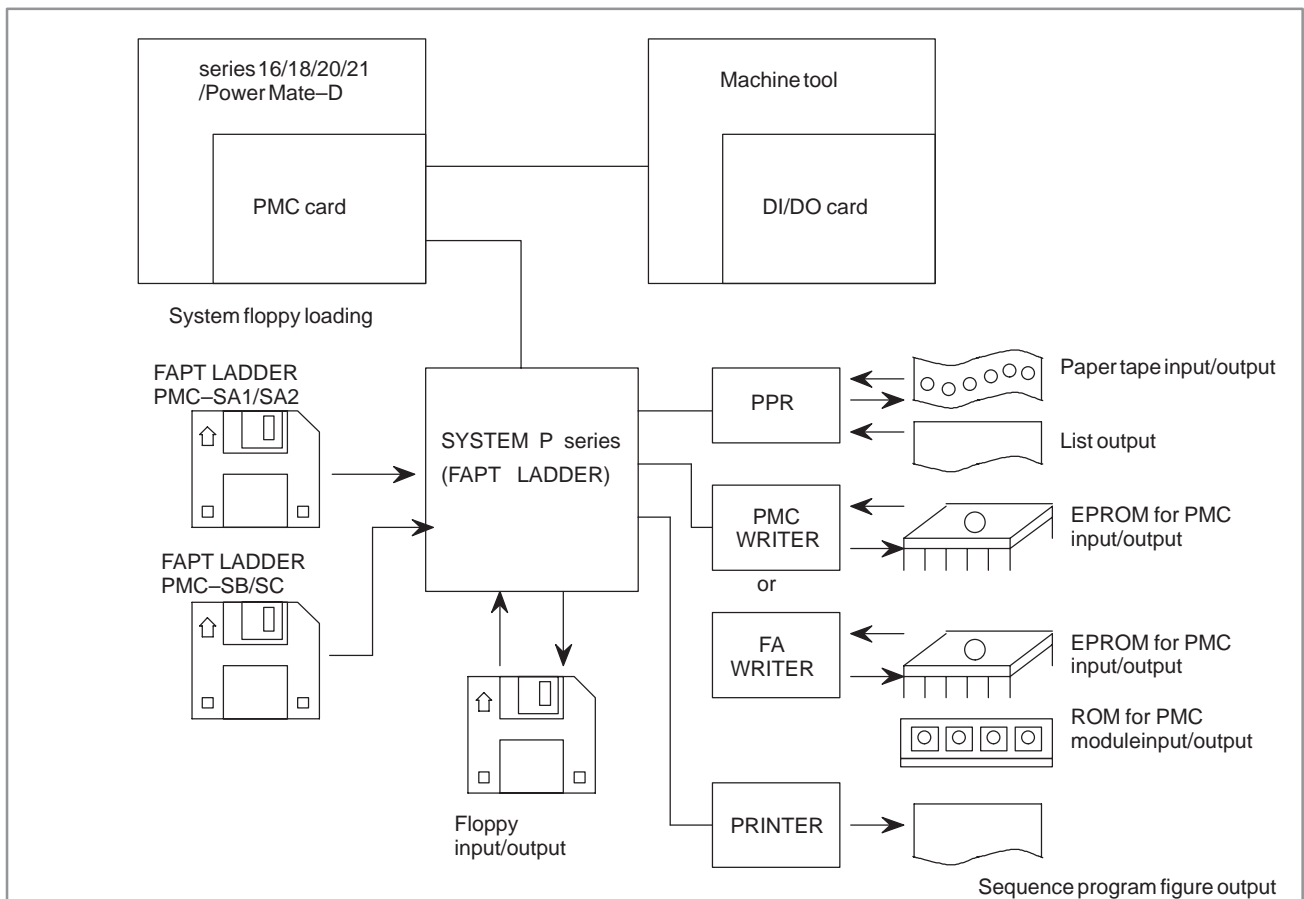 series 16/18/20/21
/Power Mate–D
PMC card
Machine tool
DI/DO card
System floppy loading
FAPT LADDER
PMC–SA1/SA2
FAPT LADDER
PMC–SB/SC
SYSTEM P series
(FAPT LADDER)
Floppy
input/output
PPR
Paper tape input/output
List output
PMC
WRITER
EPROM for PMC
input/output
or
FA
WRITER
EPROM for PMC
input/output
ROM for PMC
moduleinput/output
PRINTER
Sequence program figure output